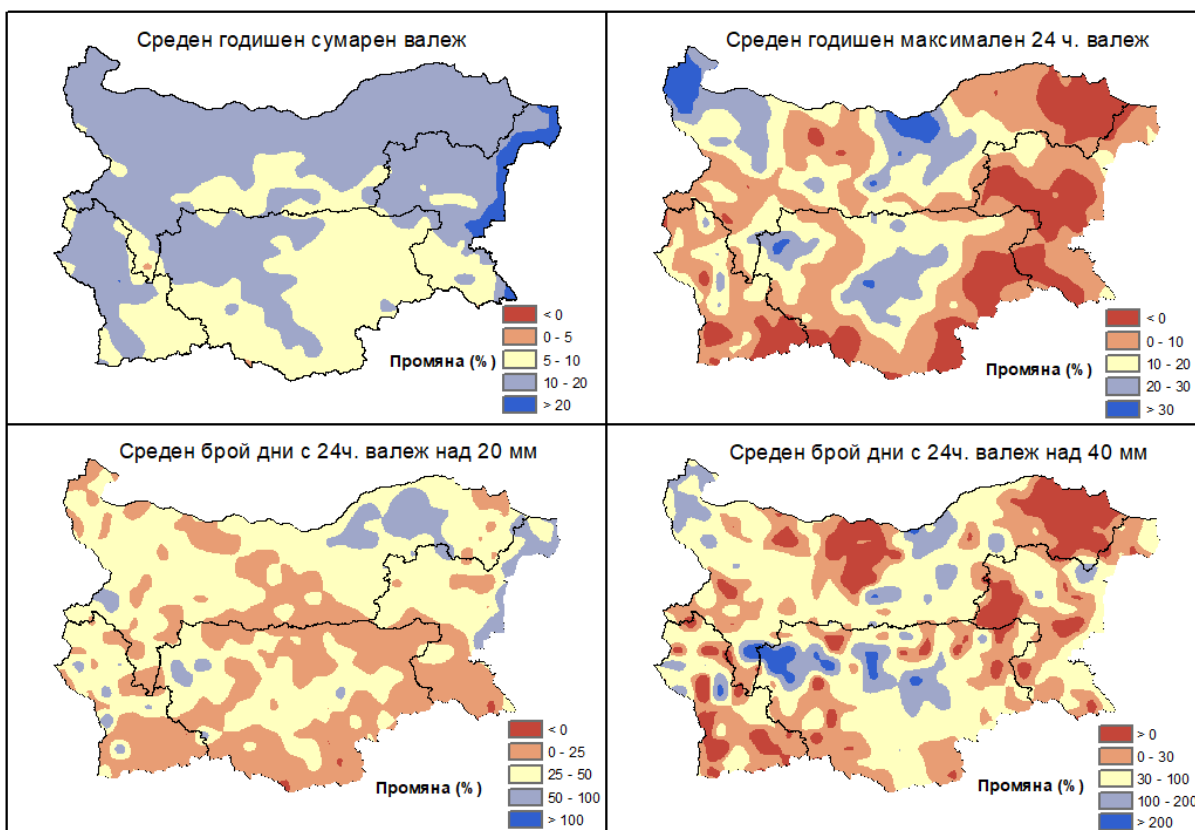 Среден годишен сумарен валеж
< 0
0 - 5
5 - 10
10 - 20
> 20
Промяна (%)
Среден годишен максимален 24 ч. валеж
< 0
0 - 10
10 - 20
20 - 30
> 30
Промяна (%)
Среден брой дни с 24ч. валеж над 20 мм
< 0
0 - 25
25 - 50
50 - 100
> 100
Промяна (%)
Среден брой дни с 24ч. валеж над 40 мм
> 0
0 - 30
30 - 100
100 - 200
> 200
Промяна (%)